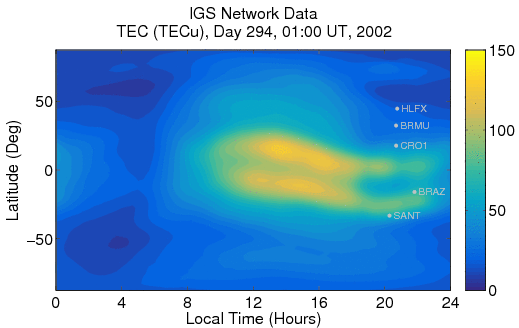 IGS Network Data
TEC (TECu), Day 294, 01:00 UT, 2002
150
100
50
0
50
0
−50
HLFX
BRMU
CRO1
BRAZ
SANT
0 4 8 12 16 20 24
Latitude (Deg)
Local Time (Hours)